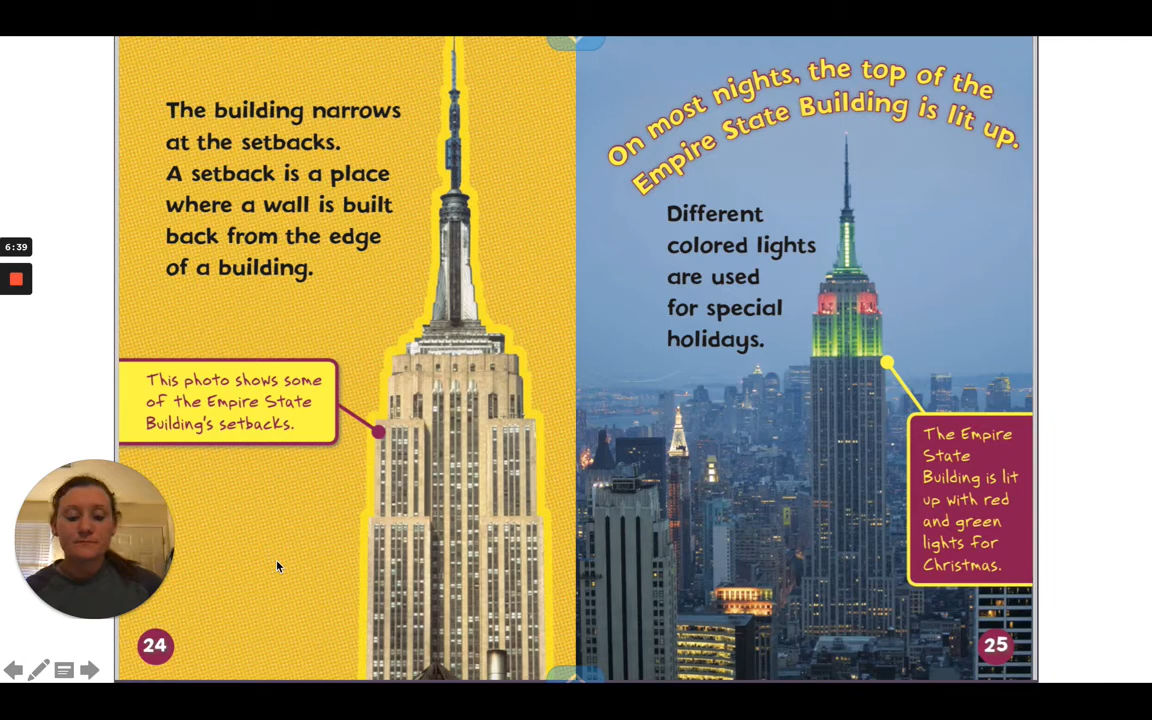 The building narrows
at the setbacks.
A setback is a place
where a wall is built
back from the edge
of a building.
This photo shows some
of the Empire State
Building's setbacks.
24
On most nights, the top of the
Empire State Building is lit up.
Different
colored lights
are used
for special
holidays.
The Empire
State
Building is lit
up with red
and green
lights for
Christmas.
25
6:39